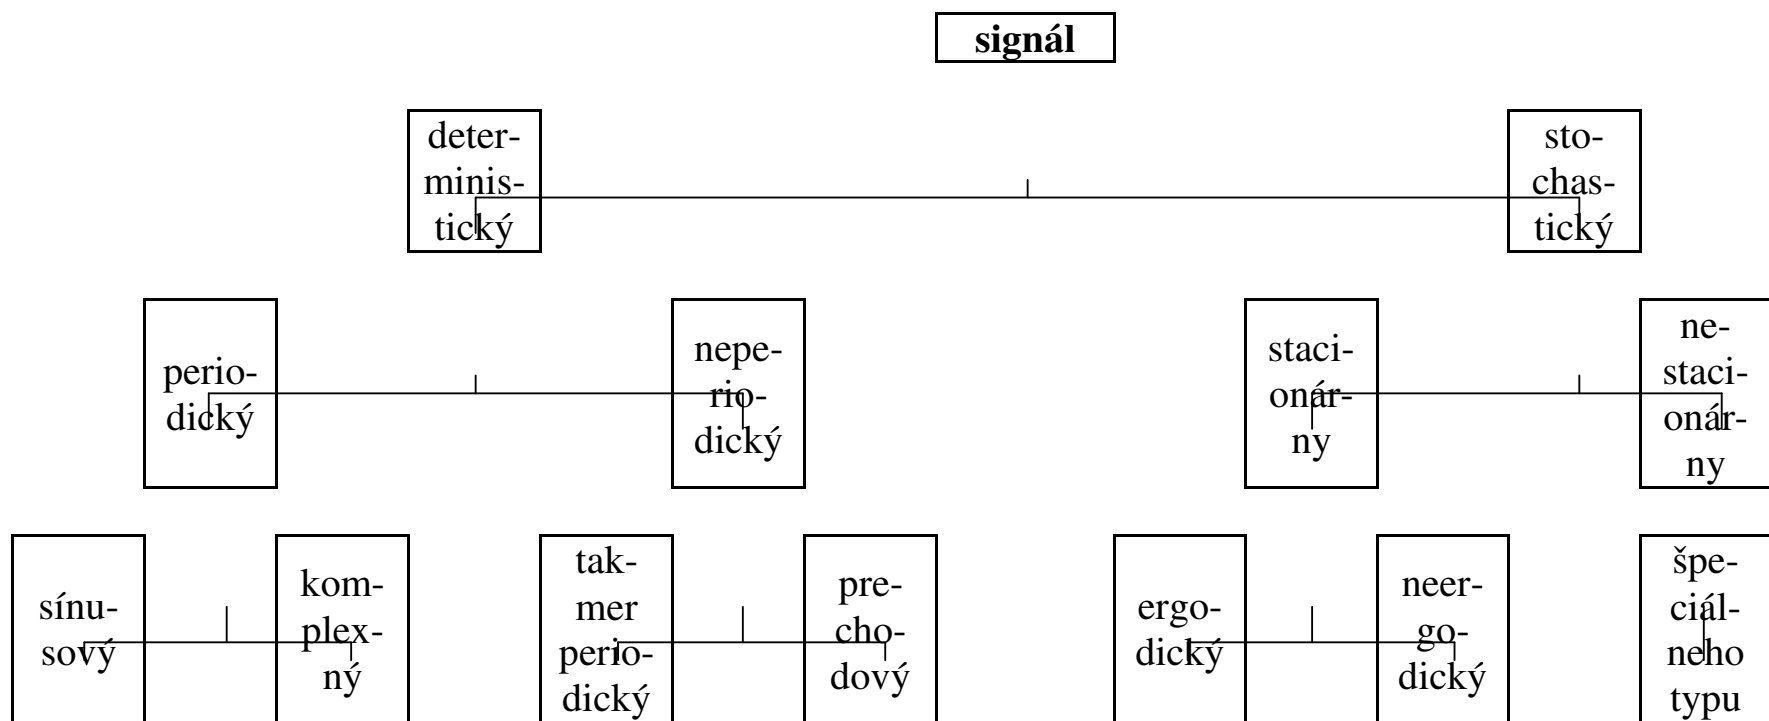 signál
deter-
minis-
tický
sto-
chas-
tický
perio-
dický
nepe-
rio-
dický
staci-
onár-
ny
ne-
staci-
onár-
ny
sínu-
sový
kom-
plex-
ný
tak-
mer
perio-
dický
pre-
cho-
dový
ergo-
dický
neer-
go-
dický
špe-
ciál-
neho
typu